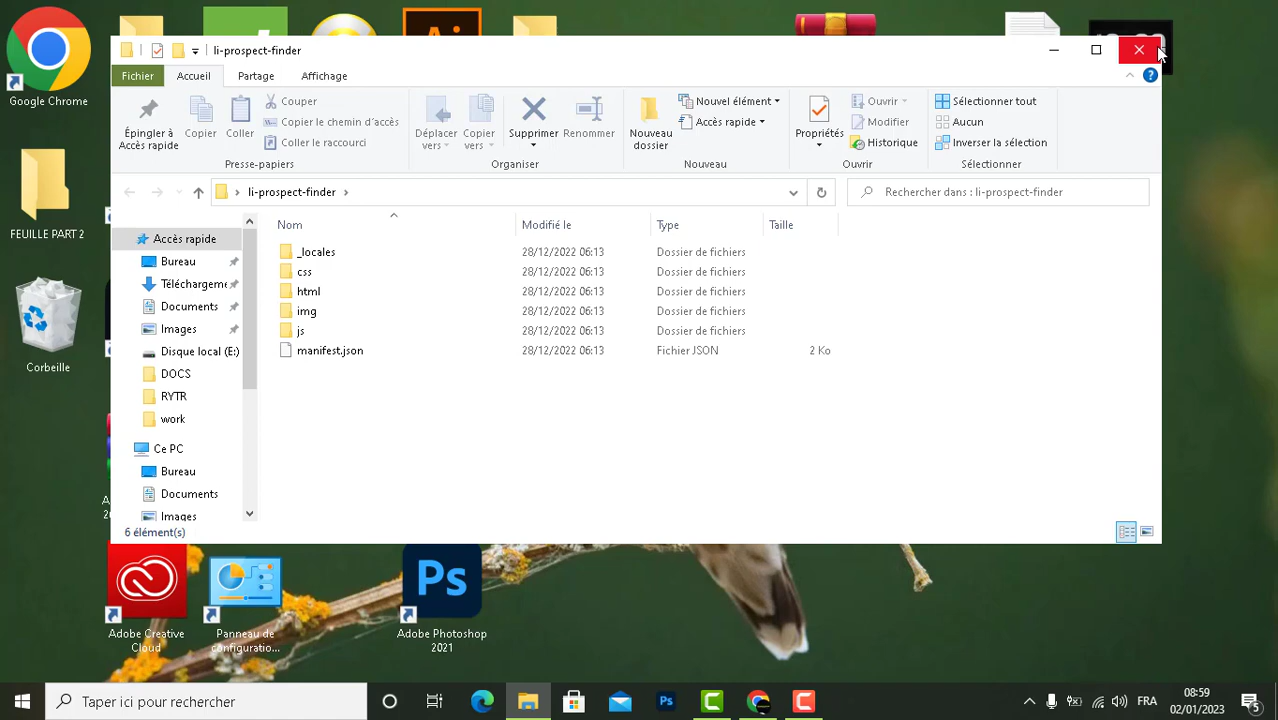 li-prospect-finder
Fichier Accueil Partage Affichage
Épingler à
Accès rapide
Copier
Coller
Couper
Copier le chemin d'accès
Coller le raccourci
Presse-papiers
Déplacer
vers
Copier
vers
Supprimer
Renommer
Organiser
Nouveau
dossier
Nouvel élément
Accès rapide
Nouveau
Propriétés
Ouvrir
Modifier
Historique
Ouvrir
Sélectionner tout
Aucun
Inverser la sélection
Sélectionner
li-prospect-finder
Rechercher dans : li-prospect-finder
Nom Modifié le Type Taille
_locales 28/12/2022 06:13 Dossier de fichiers
css 28/12/2022 06:13 Dossier de fichiers
html 28/12/2022 06:13 Dossier de fichiers
img 28/12/2022 06:13 Dossier de fichiers
js 28/12/2022 06:13 Dossier de fichiers
manifest.json 28/12/2022 06:13 Fichier JSON 2 Ko
Accès rapide
Bureau
Téléchargeme
Documents
Images
Disque local (E:)
DOCS
RYTR
work
Ce PC
Bureau
Documents
Images
6 élément(s)
Google Chrome
FEUILLE PART 2
Corbeille
Adobe Creative
Cloud
Panneau de
configuratio...
Ps
Adobe Photoshop
2021
Taper ici pour rechercher
Ps
FRA
08:59
02/01/2023
5